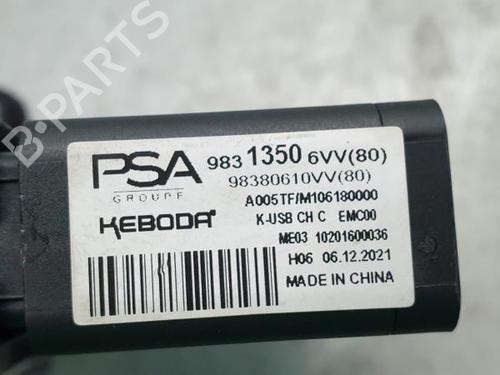 PSA
GROUPE
983 1350 6VV(80)
98380610VV(80)
KEBODA
A005TF/M106180000
K-USB CH C EMC00
ME03 10201600036
H06 06.12.2021
MADE IN CHINA
B-PARTS